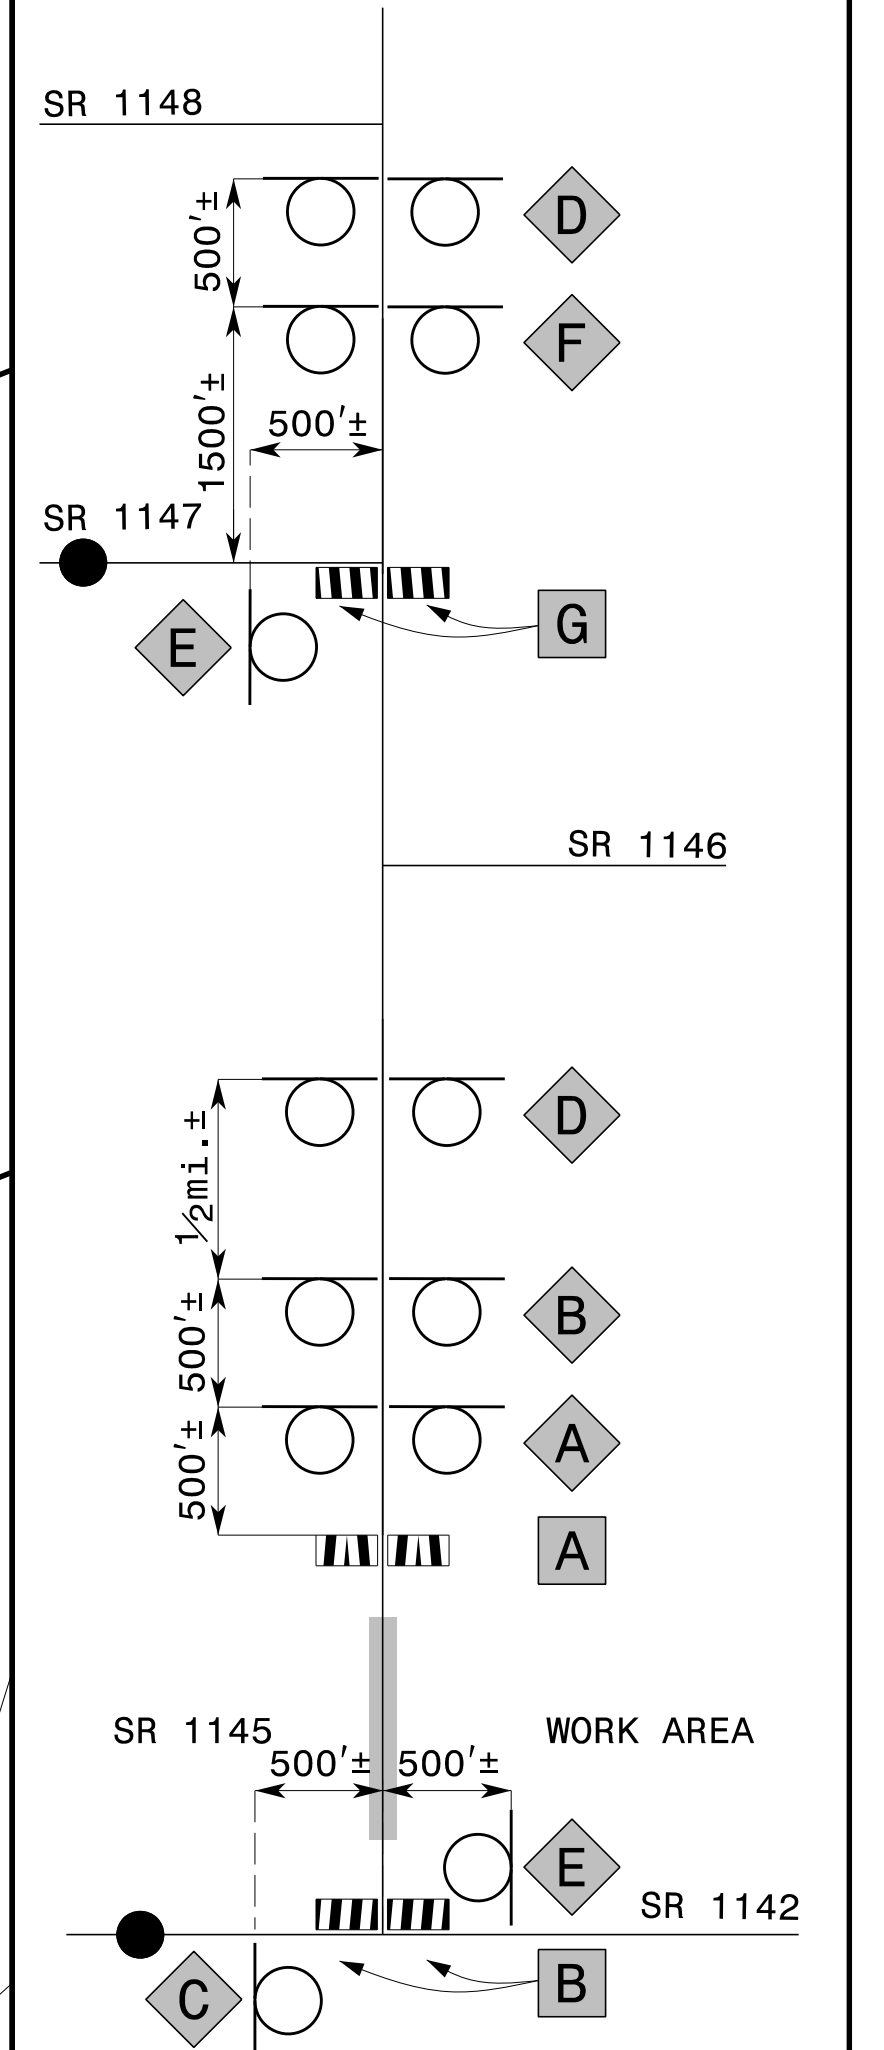 SR 1148
D
500'±
F
1500'±
500'±
SR 1147
G
E
SR 1146
D
1/2mi.±
B
500'±
A
500'±
A
SR 1145
WORK AREA
500'± 500'±
E
SR 1142
B
C